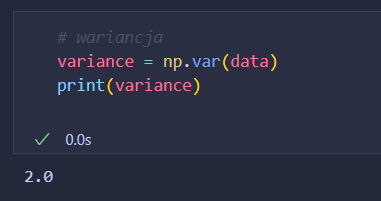 # wariancja
variance = np.var(data)
print(variance)
0.0s
2.0